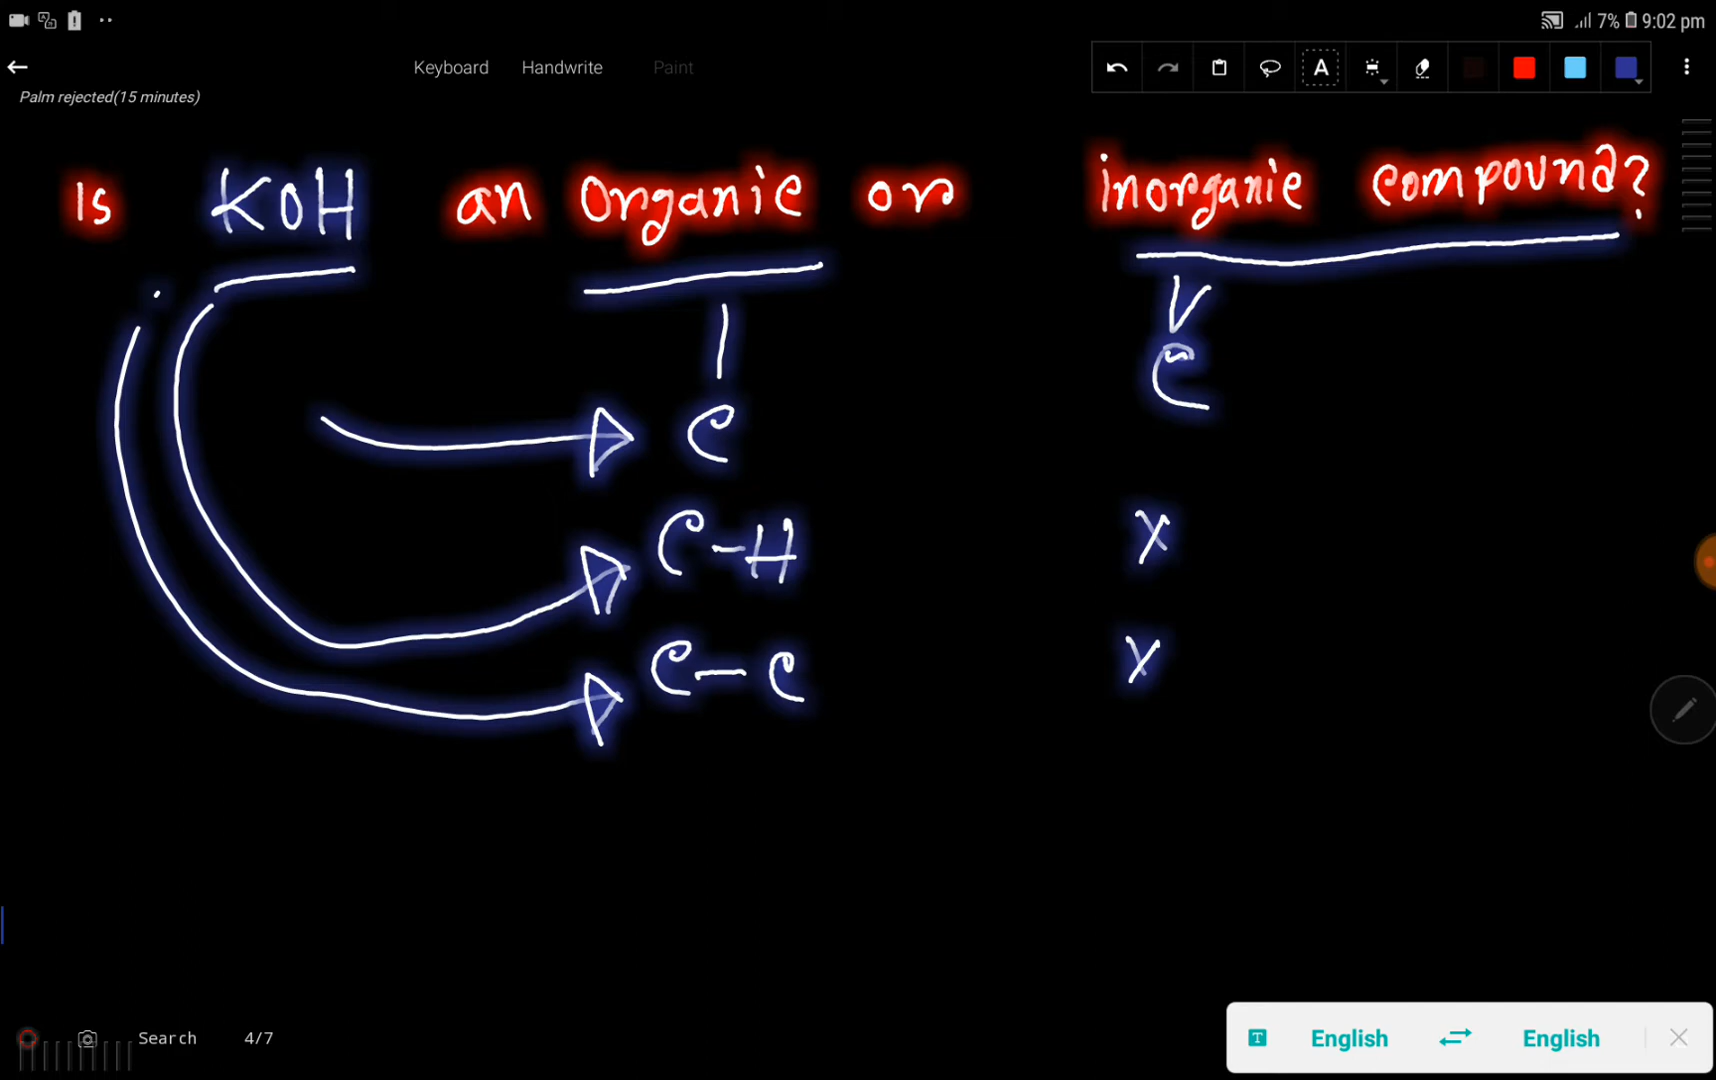 7% 9:02 pm
Keyboard Handwrite Paint
A
Palm rejected(15 minutes)
Is KOH an Organic or inorganic compound?
C
C
C-H X
C-C X
Search 4/7
T English English